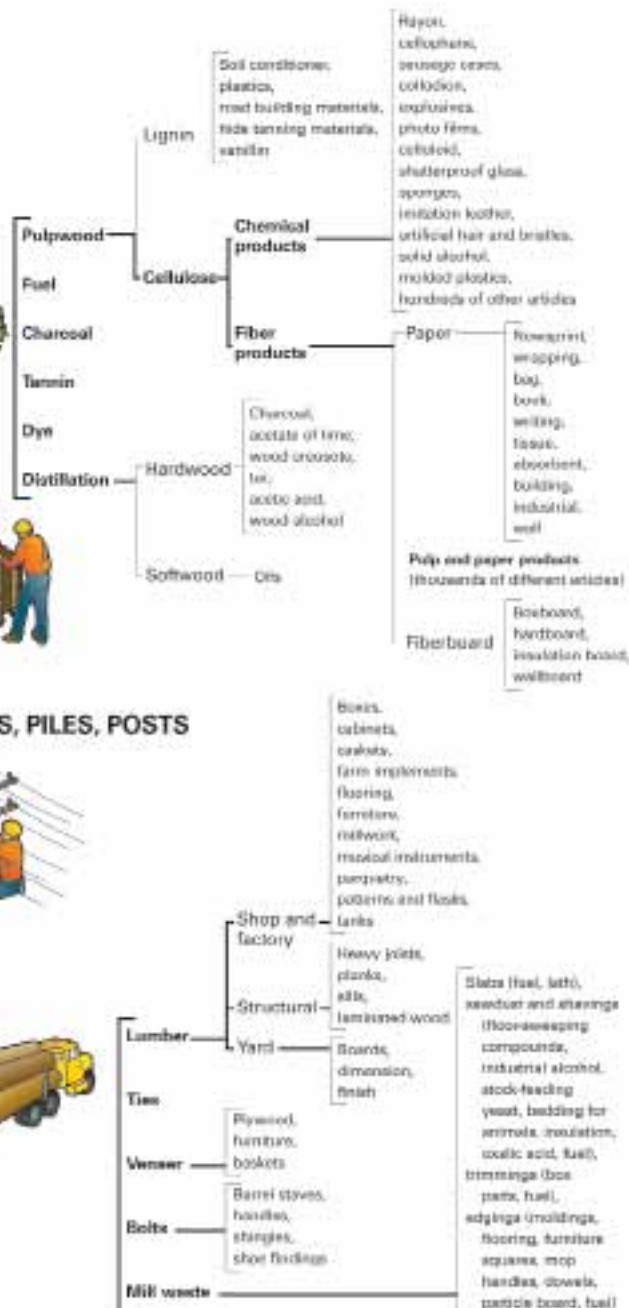 Rayon,
cellophane,
sausage cases,
collodion,
explosives,
photo films,
celluloid,
shatterproof glass,
sponges,
imitation leather,
artificial hair and bristles,
solid alcohol,
molded plastics,
hundreds of other articles
Soil conditioner,
plastics,
road building materials,
hide tanning materials,
vanillin
Lignin
Pulpwood
Fuel
Charcoal
Tannin
Dye
Distillation
Cellulose
Chemical
products
Fiber
products
Paper
Newsprint,
wrapping,
bag,
book,
writing,
tissue,
absorbent,
building,
industrial,
wall
Hardwood
Charcoal,
acetate of lime,
wood creosote,
tar,
acetic acid,
wood alcohol
Softwood
Oils
Pulp and paper products
(thousands of different articles)
Fiberboard
Boxboard,
hardboard,
insulation board,
wallboard
S, PILES, POSTS
Boxes,
cabinets,
caskets,
farm implements,
flooring,
furniture,
millwork,
musical instruments,
parquetry,
patterns and flasks,
tanks
Shop and
factory
Heavy joists,
planks,
sills,
laminated wood
Structural
Lumber
Yard
Boards,
dimension,
finish
Ties
Veneer
Plywood,
furniture,
baskets
Bolts
Barrel staves,
handles,
shingles,
shoe findings
Mill waste
Slabs (fuel, lath),
sawdust and shavings
(floor-sweeping
compounds,
industrial alcohol,
stock-feeding
yeast, bedding for
animals, insulation,
oxalic acid, fuel),
trimmings (box
parts, fuel,
edgings (moldings,
flooring, furniture
squares, mop
handles, dowels,
particle board, fuel)